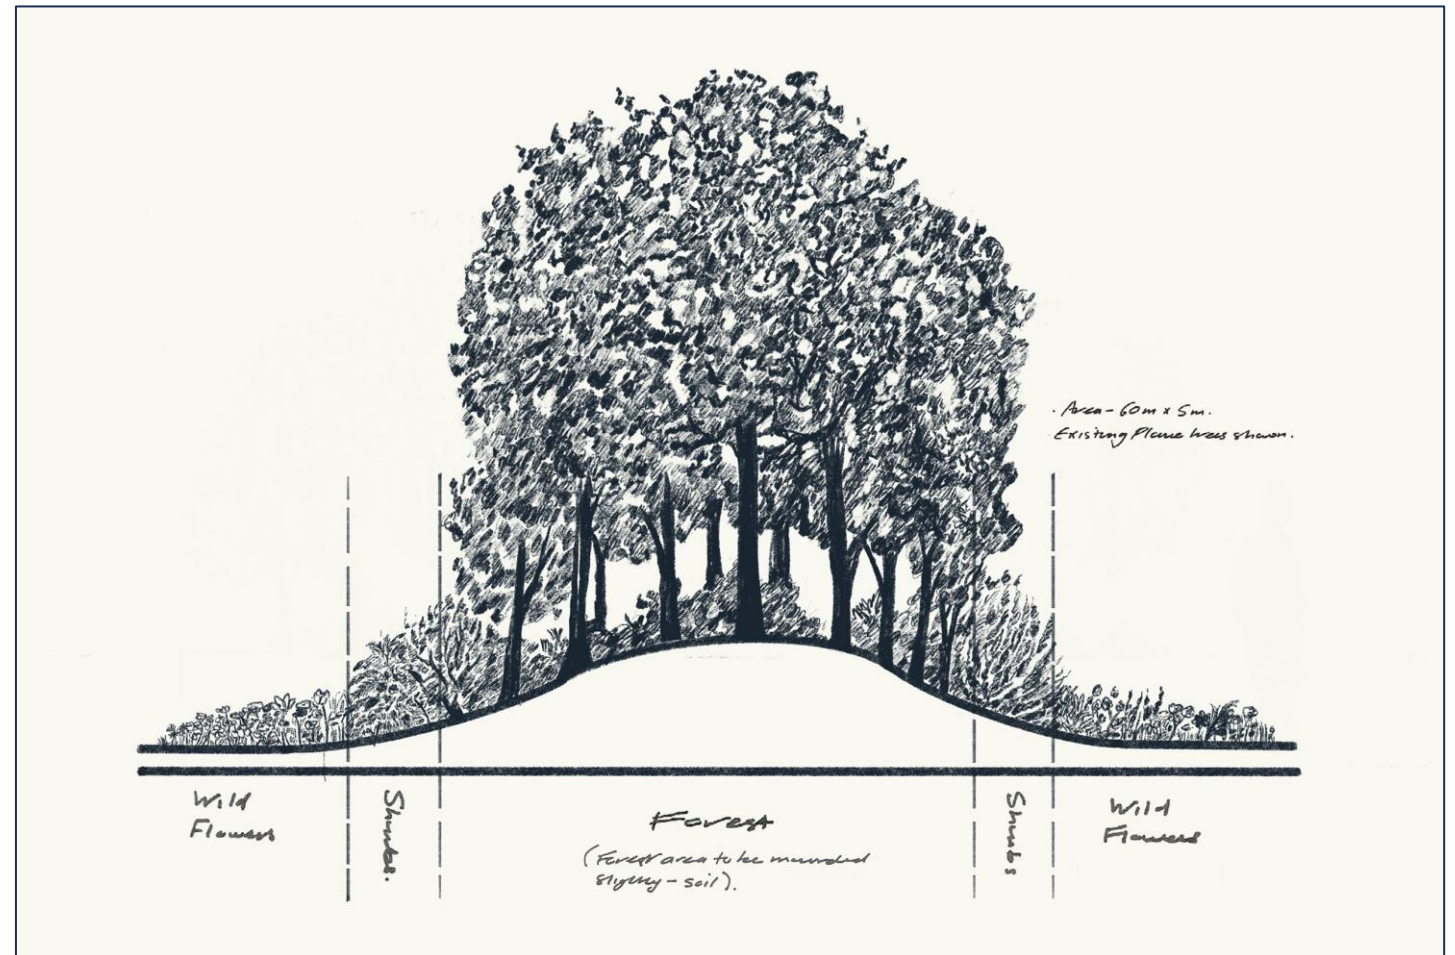 · Area - 60m x 5m.
Existing Plane trees shown.
Wild
Flowers
Shrubs.
Forest
(Forest area to be mounded
slightly - soil).
Shrubs
Wild
Flowers